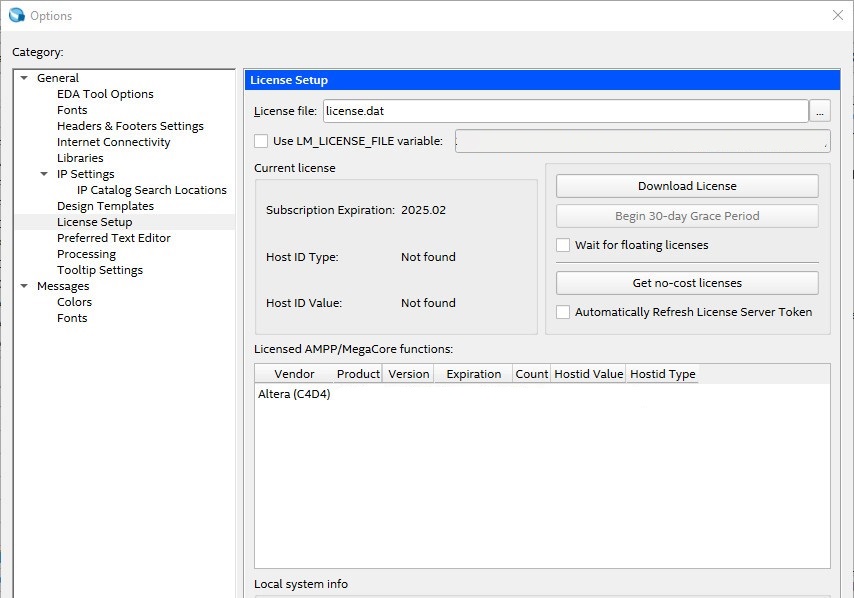 Options
Category:
General
EDA Tool Options
Fonts
Headers & Footers Settings
Internet Connectivity
Libraries
IP Settings
IP Catalog Search Locations
Design Templates
License Setup
Preferred Text Editor
Processing
Tooltip Settings
Messages
Colors
Fonts
License Setup
License file: license.dat ...
Use LM_LICENSE_FILE variable:
Current license
Subscription Expiration: 2025.02
Host ID Type: Not found
Host ID Value: Not found
Download License
Begin 30-day Grace Period
Wait for floating licenses
Get no-cost licenses
Automatically Refresh License Server Token
Licensed AMPP/MegaCore functions:
Vendor Product Version Expiration Count Hostid Value Hostid Type
Altera (C4D4)
Local system info